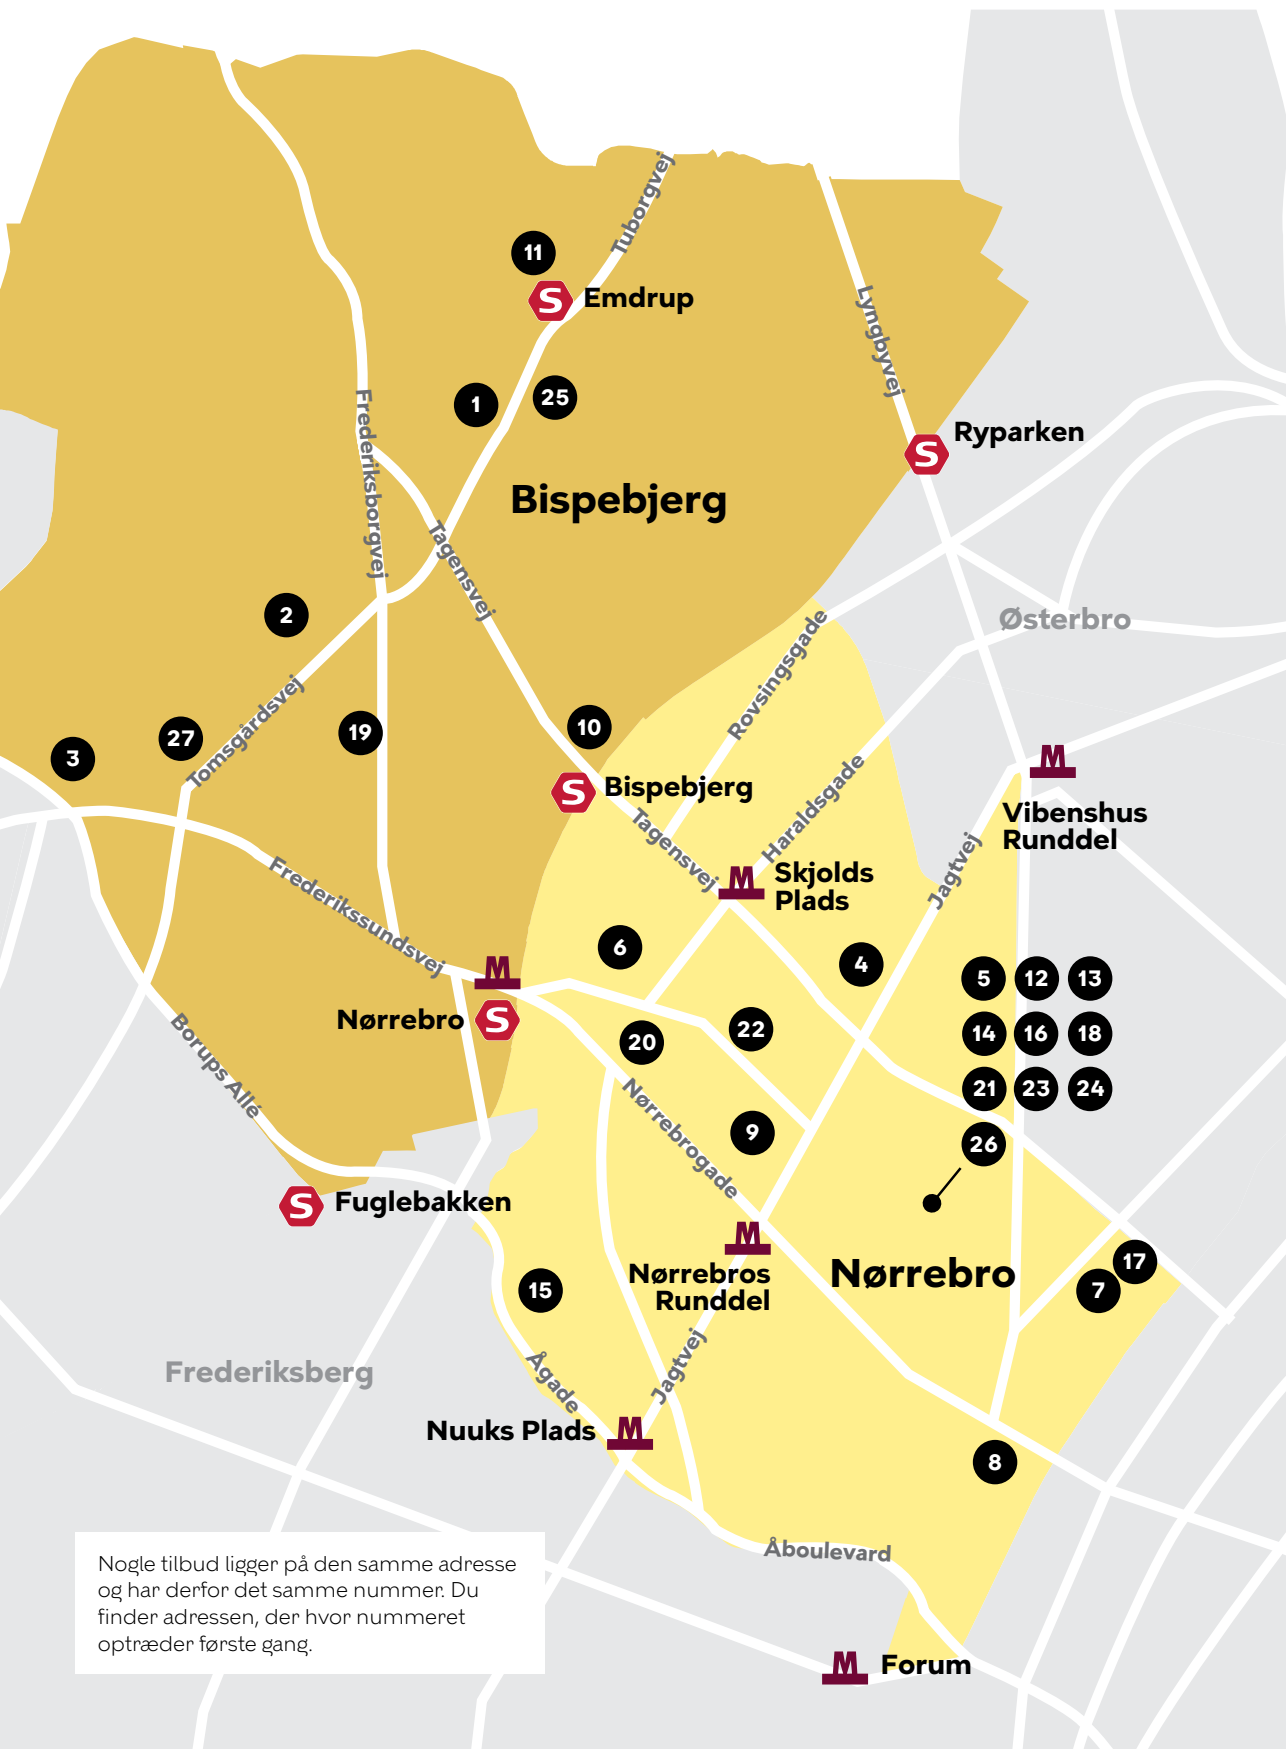 Tuborgvej
11
S Emdrup
Lyngbyvej
1
25
Frederiksborgvej
Ryparken
S
Bispebjerg
Tagensvej
2
Østerbro
Rovsingsgade
Tomsgårdsvej
27
19
10
3
S Bispebjerg
Haraldsgade
M
Vibenshus
Runddel
Tagensvej
Jagtvej
M Skjolds
Plads
Frederikssundsvej
6
4
M
5 12 13
Nørrebro S
20
22
14 16 18
Borups Allé
Nørrebrogade
21 23 24
9
26
S Fuglebakken
M
Nørrebros
Runddel
Nørrebro
17
7
15
Jagtvej
Ågade
Frederiksberg
Nuuks Plads M
8
Åboulevard
Nogle tilbud ligger på den samme adresse
og har derfor det samme nummer. Du
finder adressen, der hvor nummeret
optræder første gang.
M Forum